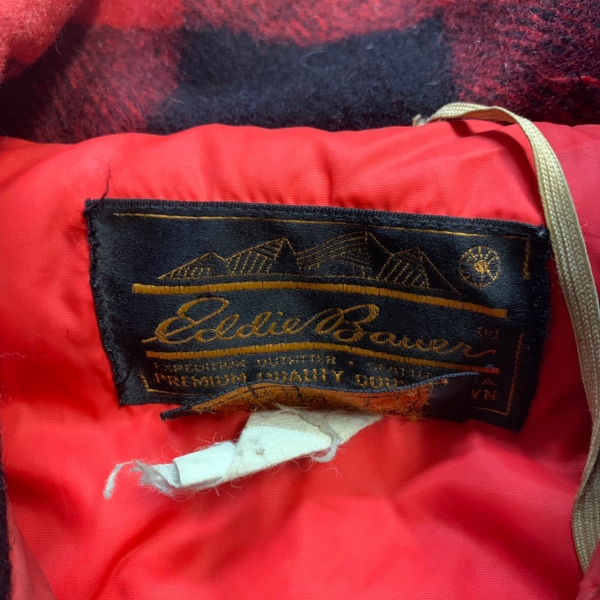 Eddie Bauer
EXPEDITION OUTFITTER
PREMIUM QUALITY